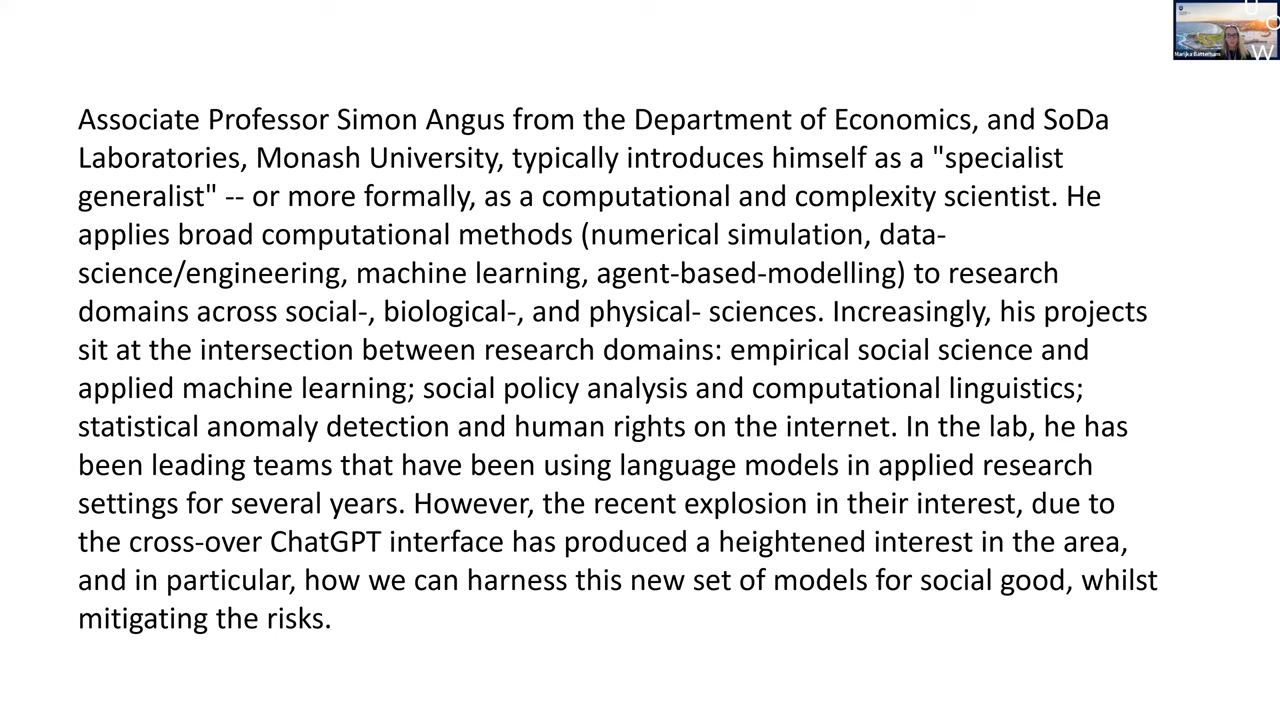 Associate Professor Simon Angus from the Department of Economics, and SoDa
Laboratories, Monash University, typically introduces himself as a "specialist
generalist" -- or more formally, as a computational and complexity scientist. He
applies broad computational methods (numerical simulation, data-
science/engineering, machine learning, agent-based-modelling) to research
domains across social-, biological-, and physical- sciences. Increasingly, his projects
sit at the intersection between research domains: empirical social science and
applied machine learning; social policy analysis and computational linguistics;
statistical anomaly detection and human rights on the internet. In the lab, he has
been leading teams that have been using language models in applied research
settings for several years. However, the recent explosion in their interest, due to
the cross-over ChatGPT interface has produced a heightened interest in the area,
and in particular, how we can harness this new set of models for social good, whilst
mitigating the risks.
U
O
W
Marijka Batterham